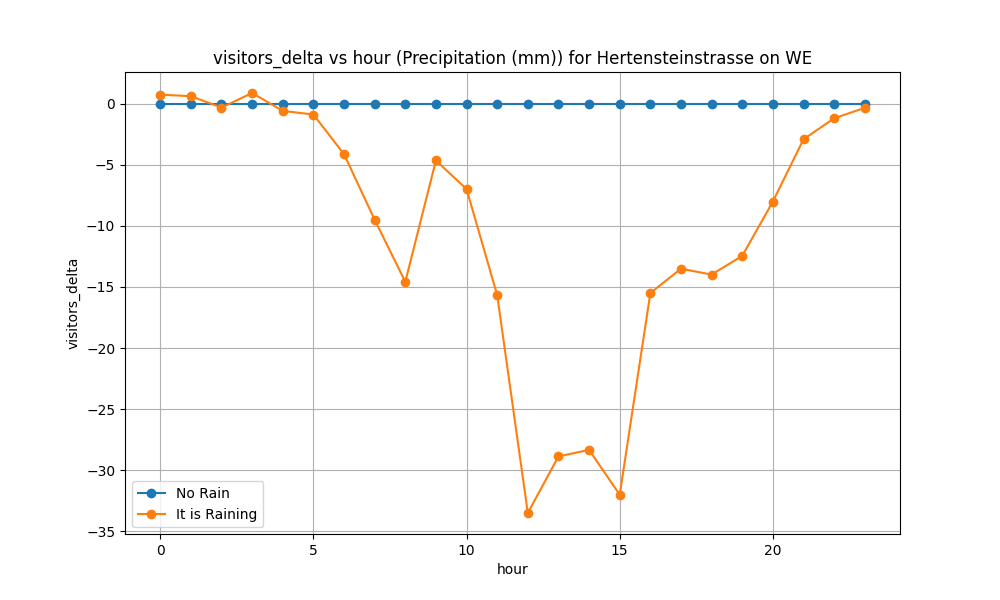 visitors_delta vs hour (Precipitation (mm)) for Hertensteinstrasse on WE
0
−5
−10
−15
−20
−25
−30
−35
visitors_delta
No Rain
It is Raining
0 5 10 15 20
hour